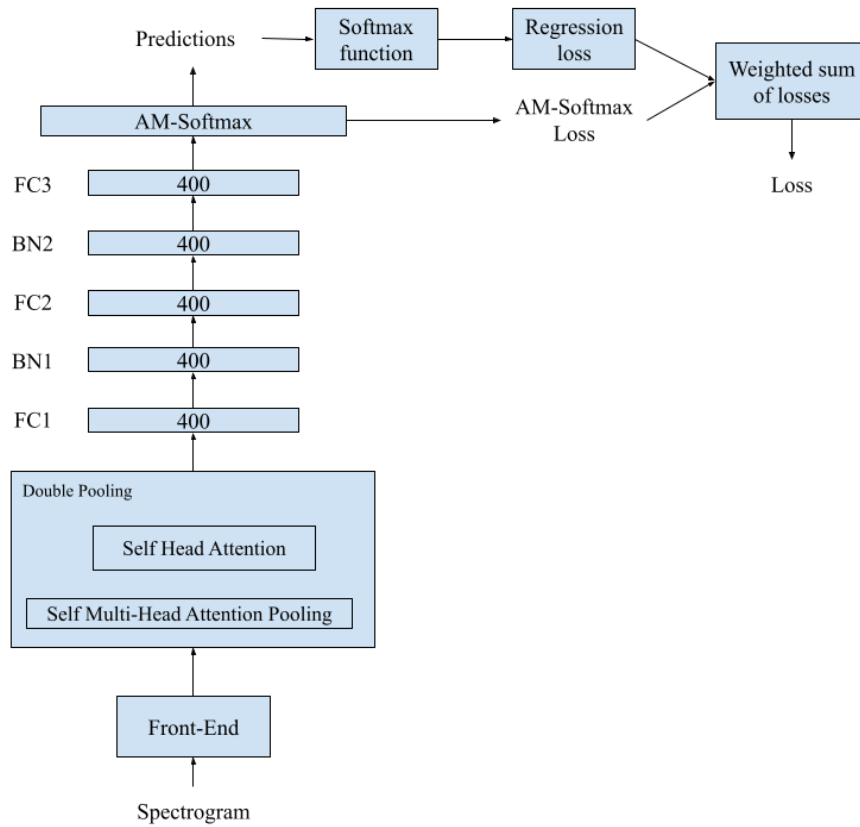 Predictions
Softmax
function
Regression
loss
Weighted sum
of losses
AM-Softmax
AM-Softmax
Loss
Loss
FC3
400
BN2
400
FC2
400
BN1
400
FC1
400
Double Pooling
Self Head Attention
Self Multi-Head Attention Pooling
Front-End
Spectrogram